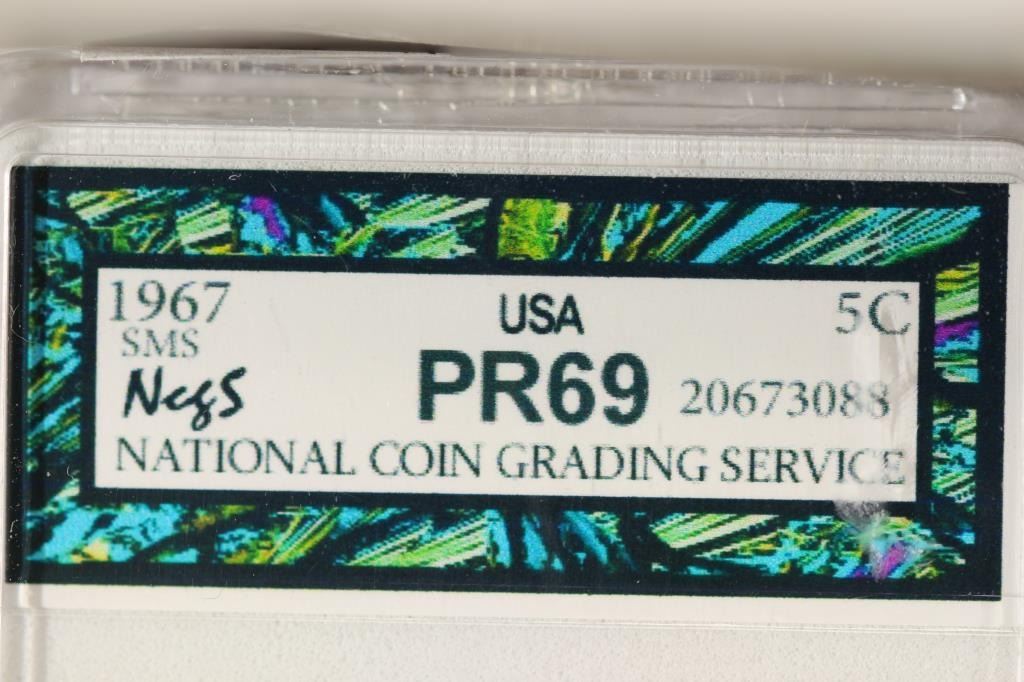 1967 USA 5C
SMS
NcgS PR69 20673088
NATIONAL COIN GRADING SERVICE